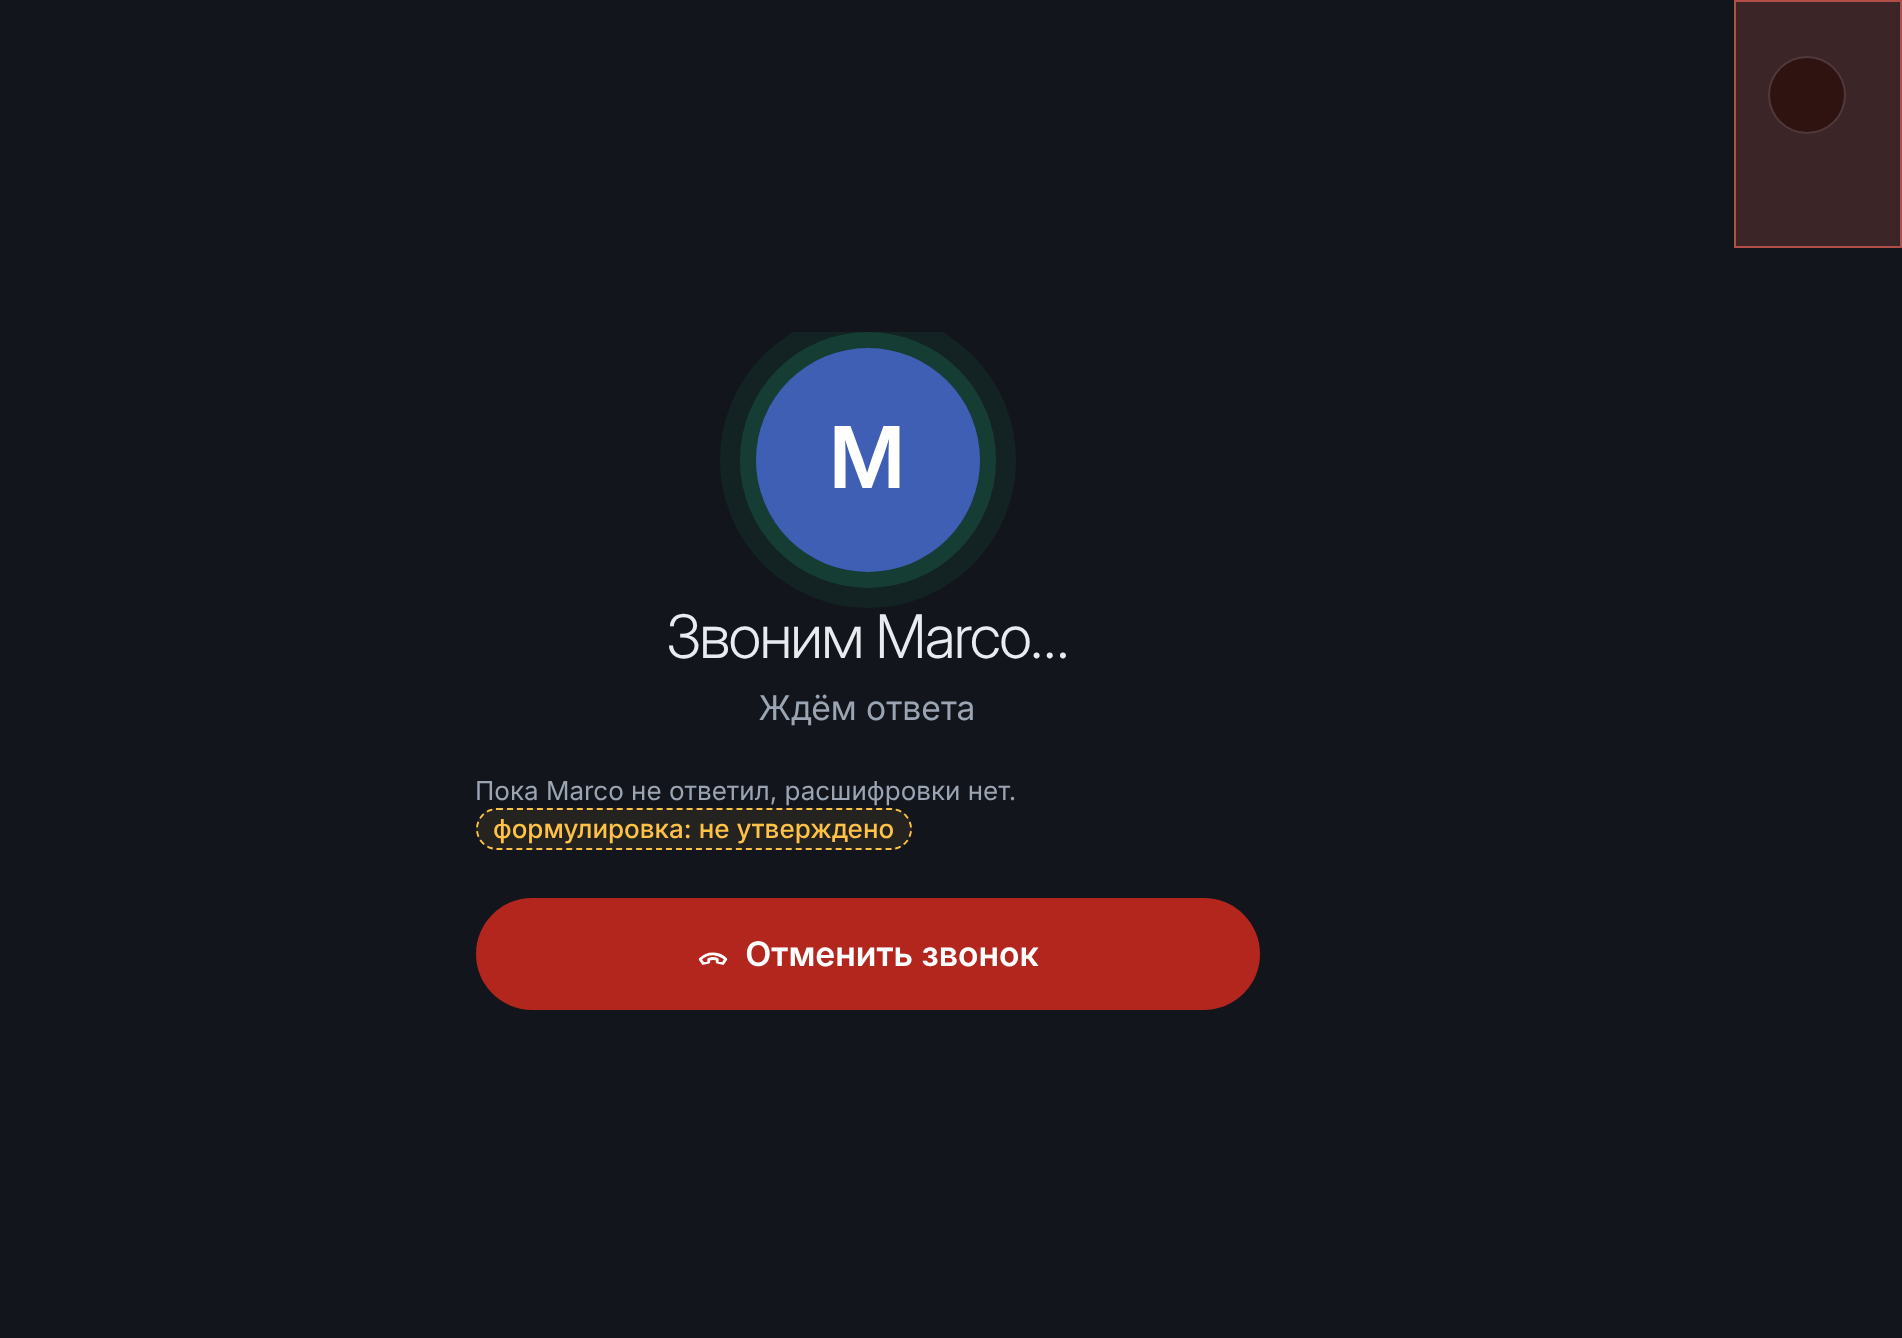 M
Звоним Marco...
Ждём ответа
Пока Marco не ответил, расшифровки нет.
формулировка: не утверждено
Отменить звонок